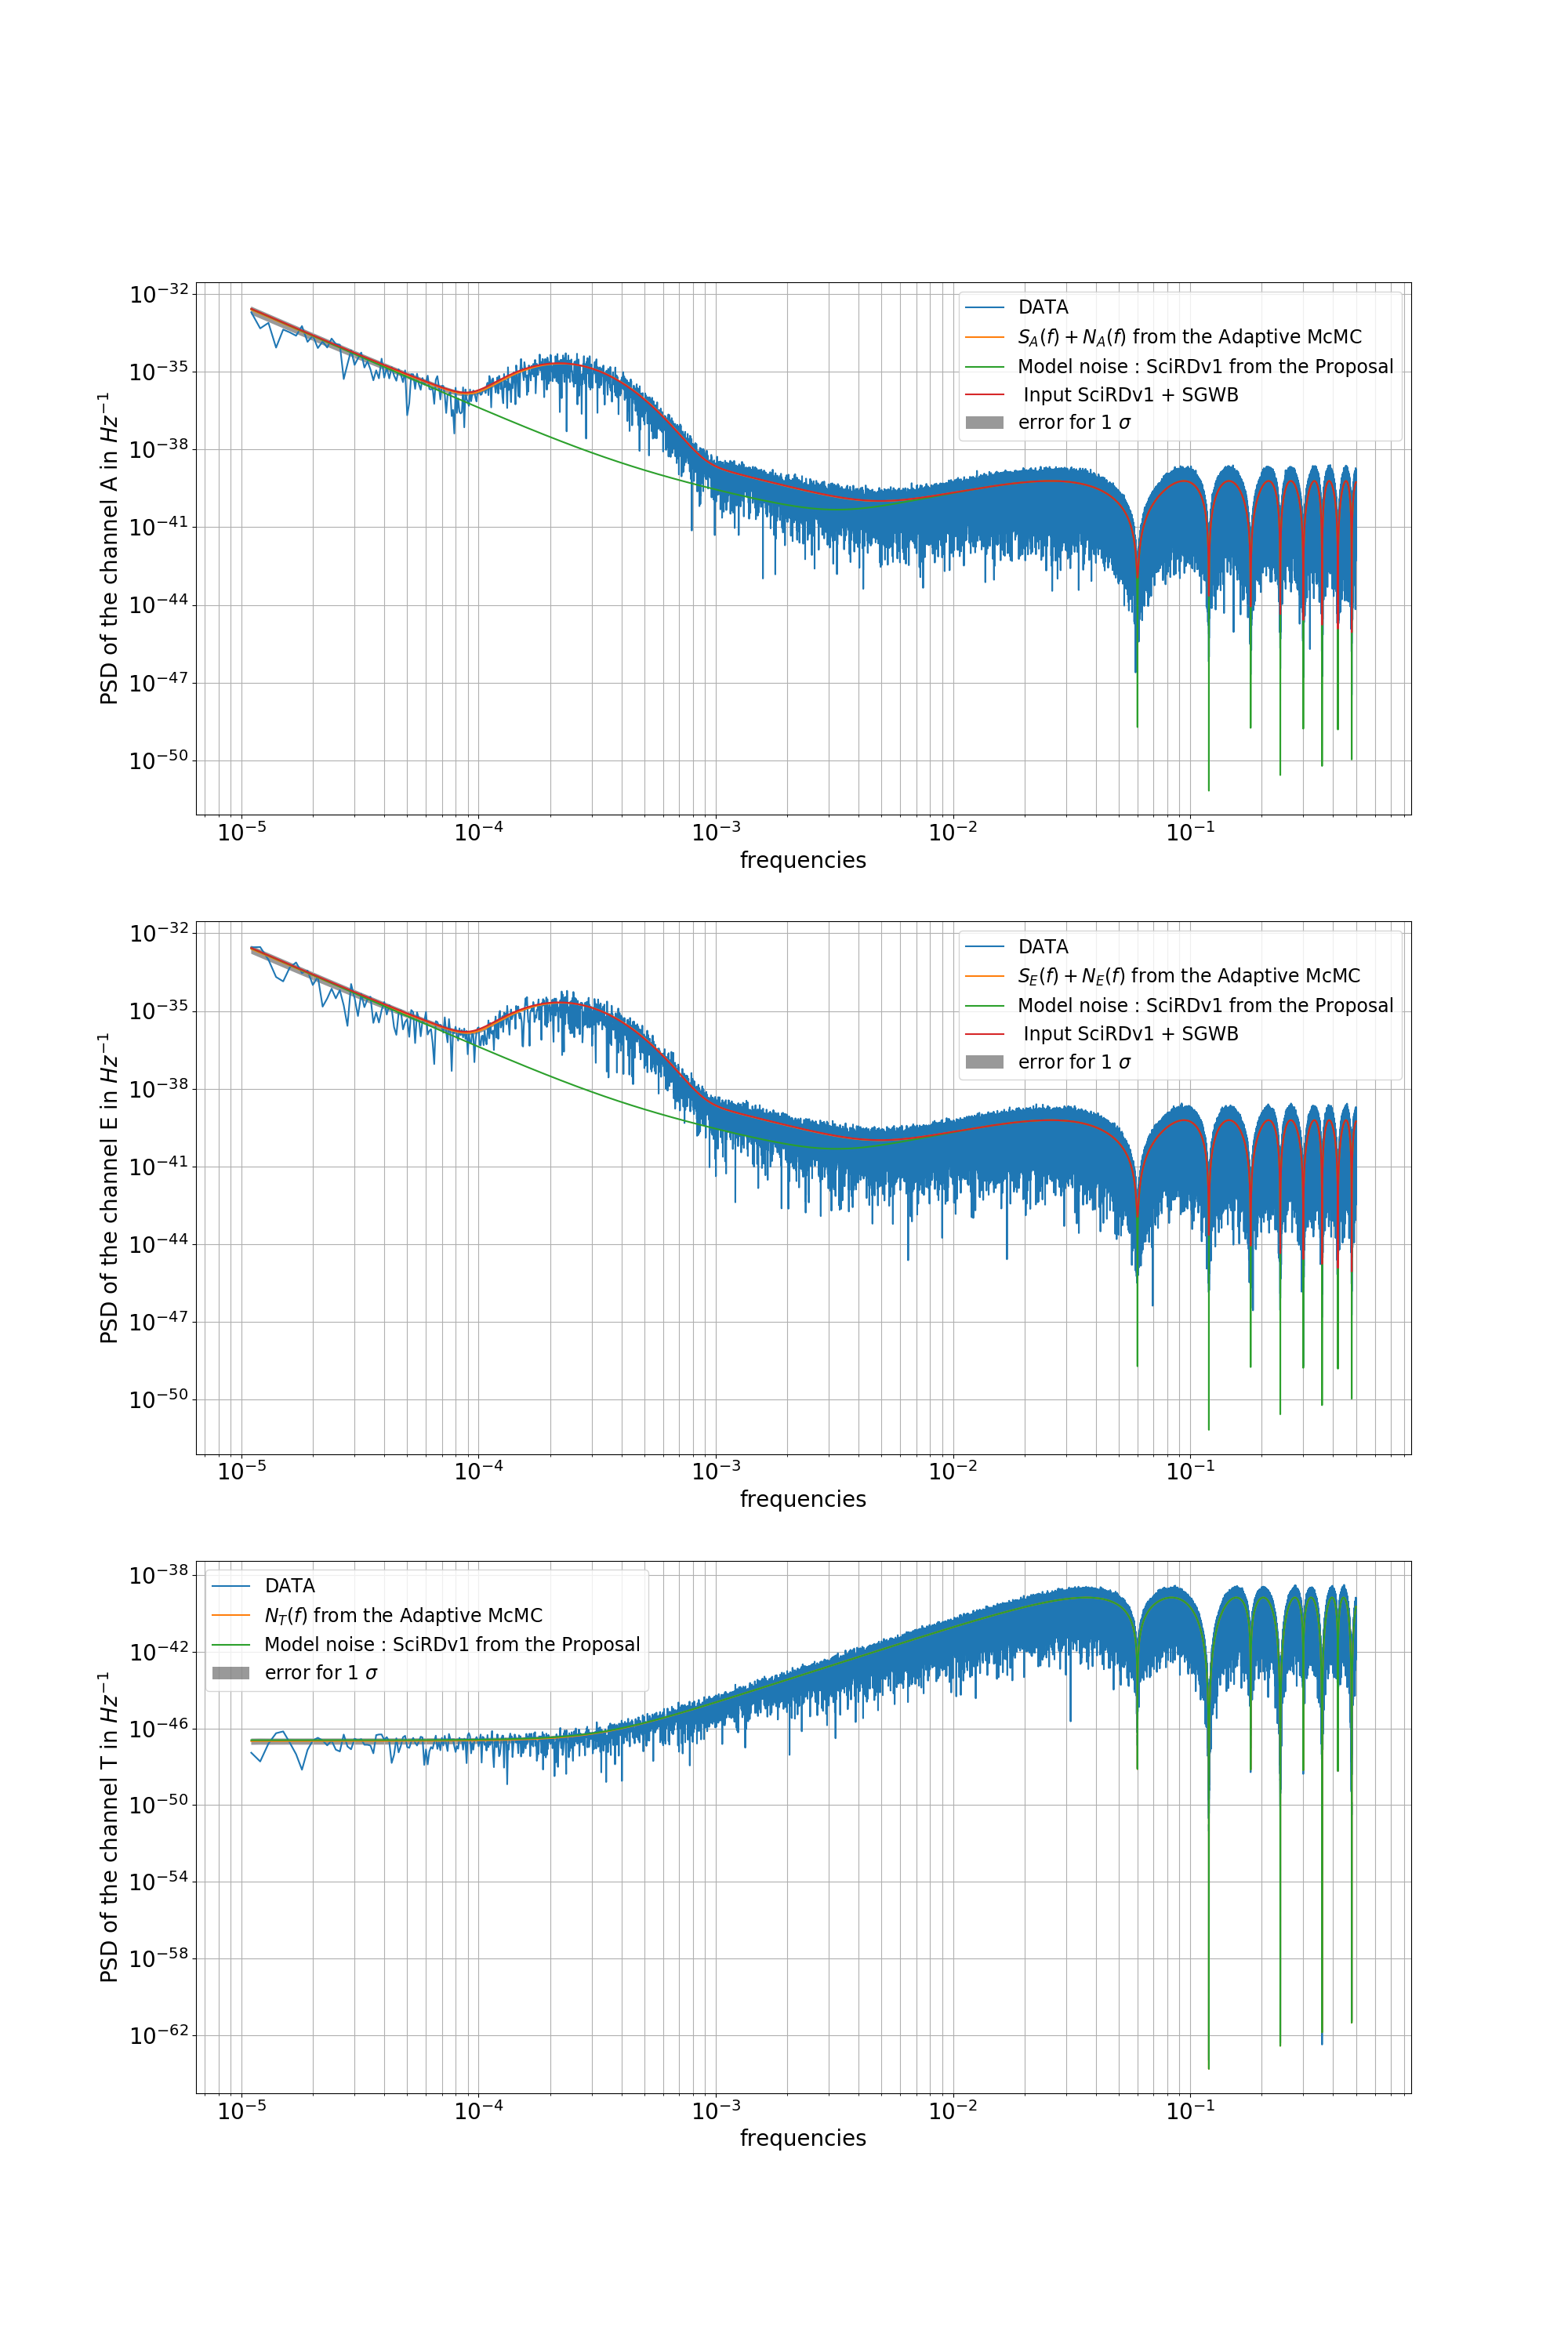 10⁻³²
10⁻³⁵
10⁻³⁸
10⁻⁴¹
10⁻⁴⁴
10⁻⁴⁷
10⁻⁵⁰
PSD of the channel A in Hz⁻¹
DATA
S_A(f) + N_A(f) from the Adaptive McMC
Model noise : SciRDv1 from the Proposal
Input SciRDv1 + SGWB
error for 1 σ
10⁻⁵ 10⁻⁴ 10⁻³ 10⁻² 10⁻¹
frequencies
10⁻³²
10⁻³⁵
10⁻³⁸
10⁻⁴¹
10⁻⁴⁴
10⁻⁴⁷
10⁻⁵⁰
PSD of the channel E in Hz⁻¹
DATA
S_E(f) + N_E(f) from the Adaptive McMC
Model noise : SciRDv1 from the Proposal
Input SciRDv1 + SGWB
error for 1 σ
10⁻⁵ 10⁻⁴ 10⁻³ 10⁻² 10⁻¹
frequencies
10⁻³⁸
10⁻⁴²
10⁻⁴⁶
10⁻⁵⁰
10⁻⁵⁴
10⁻⁵⁸
10⁻⁶²
PSD of the channel T in Hz⁻¹
DATA
N_T(f) from the Adaptive McMC
Model noise : SciRDv1 from the Proposal
error for 1 σ
10⁻⁵ 10⁻⁴ 10⁻³ 10⁻² 10⁻¹
frequencies